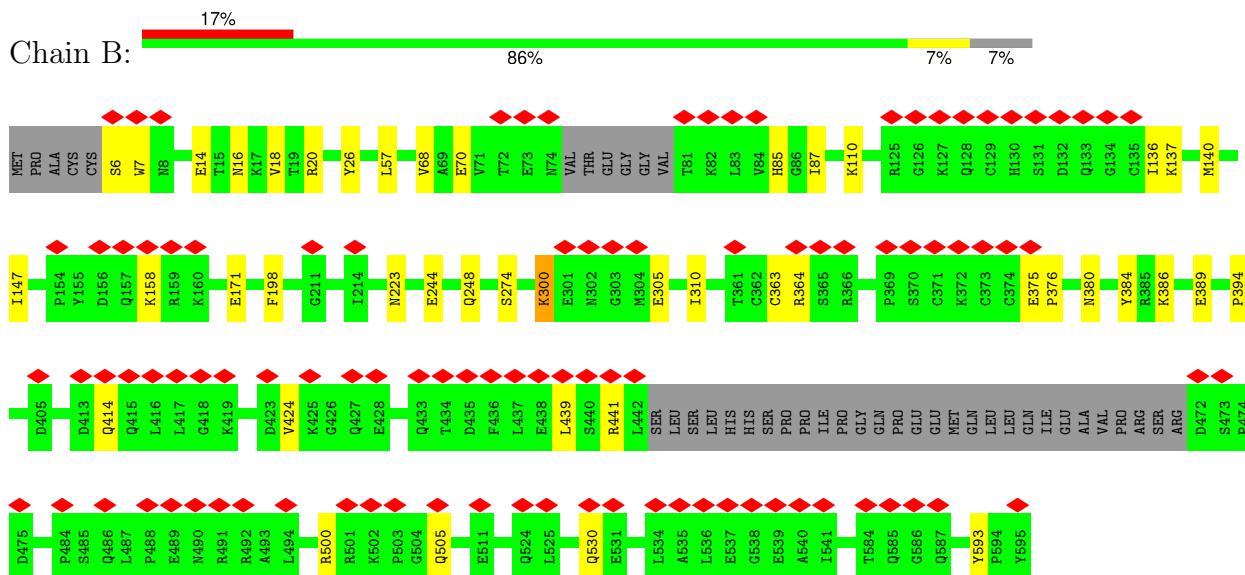 17%
Chain B:
86% 7% 7%
MET PRO ALA CYS CYS S6 W7 N8 E14 T15 N16 K17 V18 T19 R20 Y26 L57 V68 A69 E70 V71 T72 E73 N74 VAL THR GLU GLY GLY VAL T81 K82 L83 V84 H85 G86 I87 K110 R125 G126 K127 Q128 C129 H130 S131 D132 Q133 G134 C135 I136 K137 M140
I147 P154 Y155 D156 Q157 K158 R159 K160 E171 F198 G211 I214 N223 E244 Q248 S274 K300 E301 N302 G303 M304 E305 I310 T361 C362 C363 R364 S365 R366 P369 S370 C371 K372 C373 C374 E375 P376 N380 Y384 R385 K386 E389 P394
D405 D413 Q414 Q415 L416 L417 G418 K419 D423 V424 K425 G426 Q427 E428 Q433 T434 D435 F436 L437 E438 L439 S440 R441 L442 SER LEU SER LEU HIS HIS SER PRO PRO ILE PRO GLY GLN PRO GLU GLU MET GLN LEU LEU GLN ILE GLU ALA VAL PRO ARG SER ARG D472 S473 P474
D475 P484 S485 Q486 L487 P488 E489 N490 R491 R492 A493 L494 R500 R501 K502 P503 G504 Q505 E511 Q524 L525 Q530 E531 L534 A535 L536 E537 G538 E539 A540 I541 T584 Q585 G586 Q587 Y593 P594 Y595